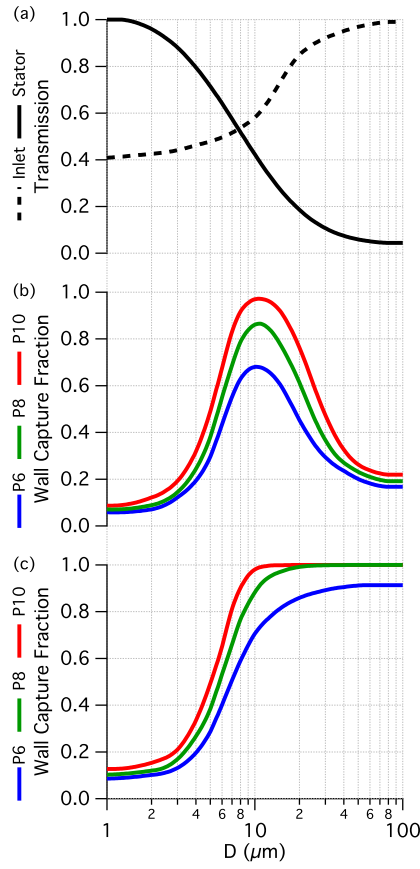 (a)
Inlet Stator
Transmission
1.0
0.8
0.6
0.4
0.2
0.0
(b)
P6 P8 P10
Wall Capture Fraction
1.0
0.8
0.6
0.4
0.2
0.0
(c)
P6 P8 P10
Wall Capture Fraction
1.0
0.8
0.6
0.4
0.2
0.0
1 2 4 6 8 10 2 4 6 8 100
D (µm)